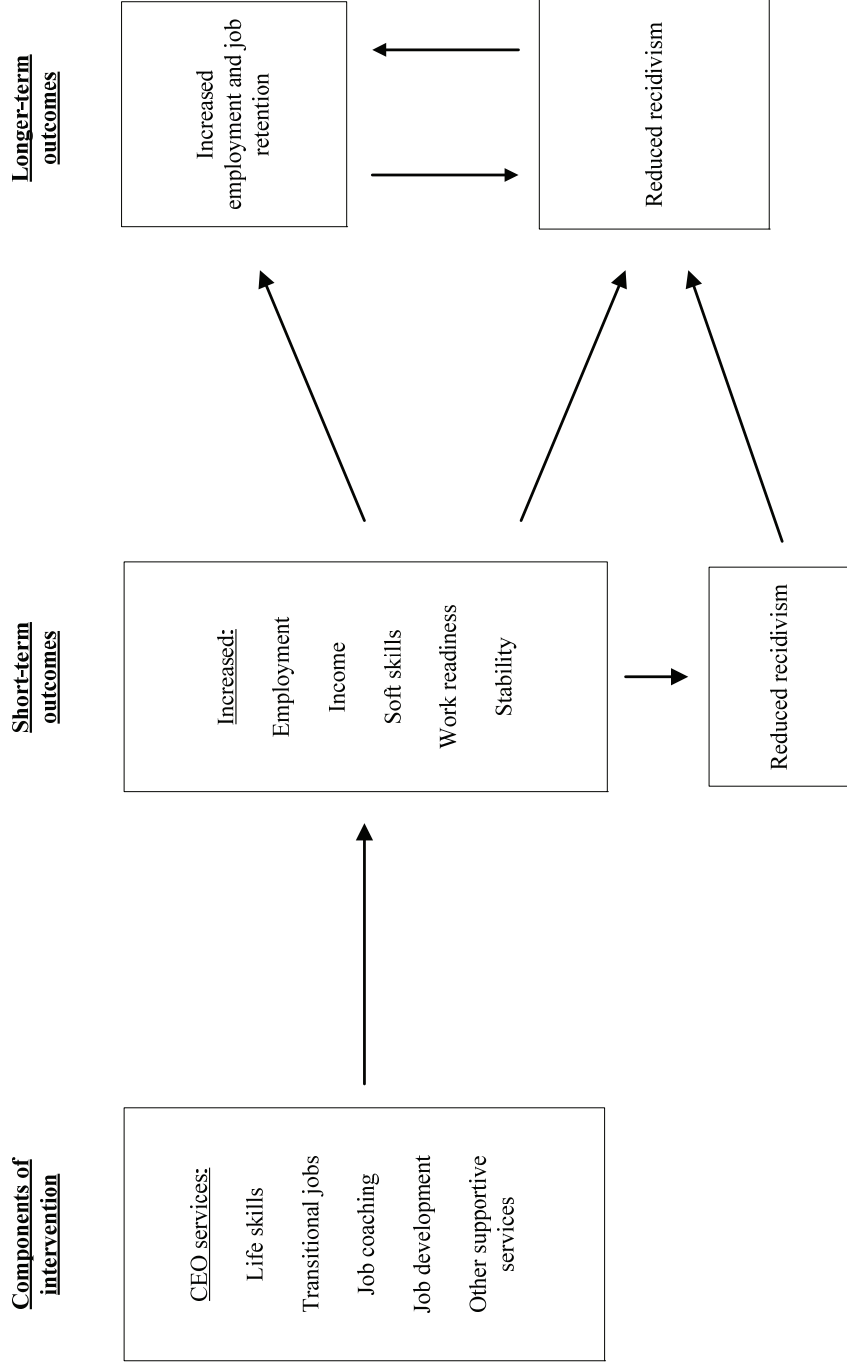 Components of
intervention
CEO services:
Life skills
Transitional jobs
Job coaching
Job development
Other supportive
services
Short-term
outcomes
Increased:
Employment
Income
Soft skills
Work readiness
Stability
Reduced recidivism
Longer-term
outcomes
Increased
employment and job
retention
Reduced recidivism